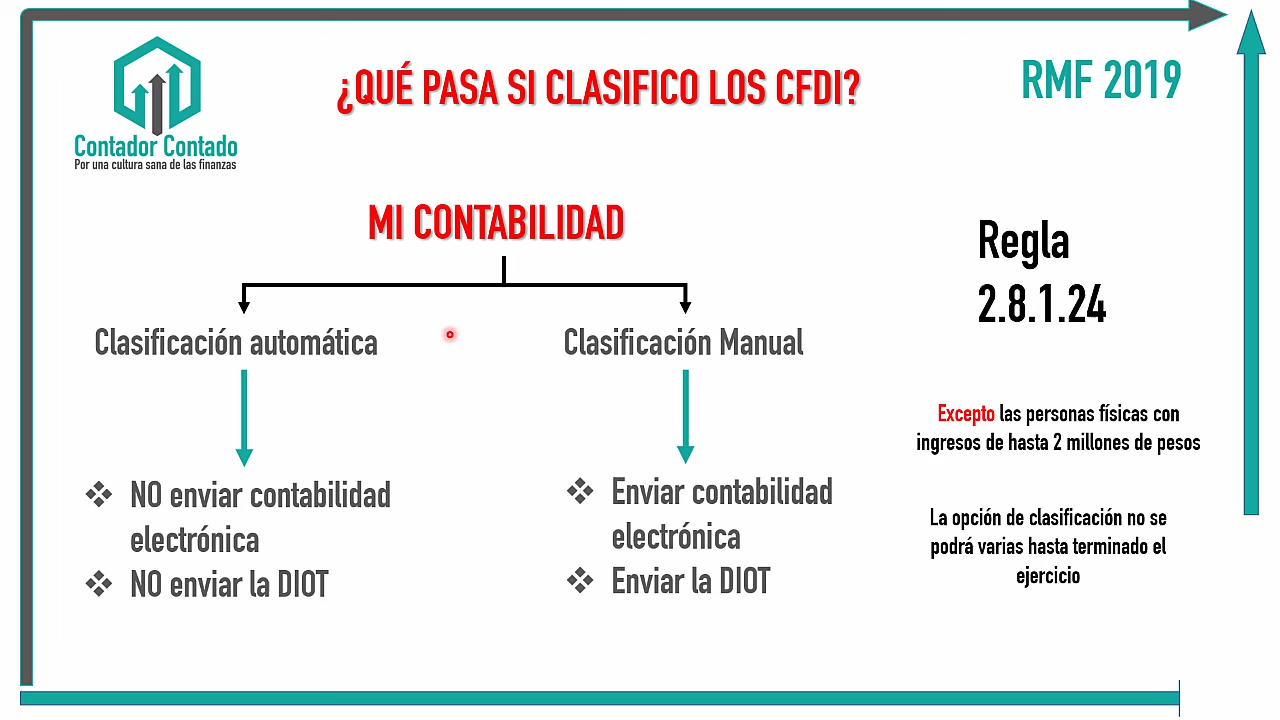 Contador Contado
Por una cultura sana de las finanzas
¿QUÉ PASA SI CLASIFICO LOS CFDI?
RMF 2019
MI CONTABILIDAD
Clasificación automática
❖ NO enviar contabilidad
electrónica
❖ NO enviar la DIOT
Clasificación Manual
❖ Enviar contabilidad
electrónica
❖ Enviar la DIOT
Regla
2.8.1.24
Excepto las personas físicas con
ingresos de hasta 2 millones de pesos
La opción de clasificación no se
podrá varias hasta terminado el
ejercicio